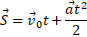 S⃗ = v⃗₀t + a⃗t²/2